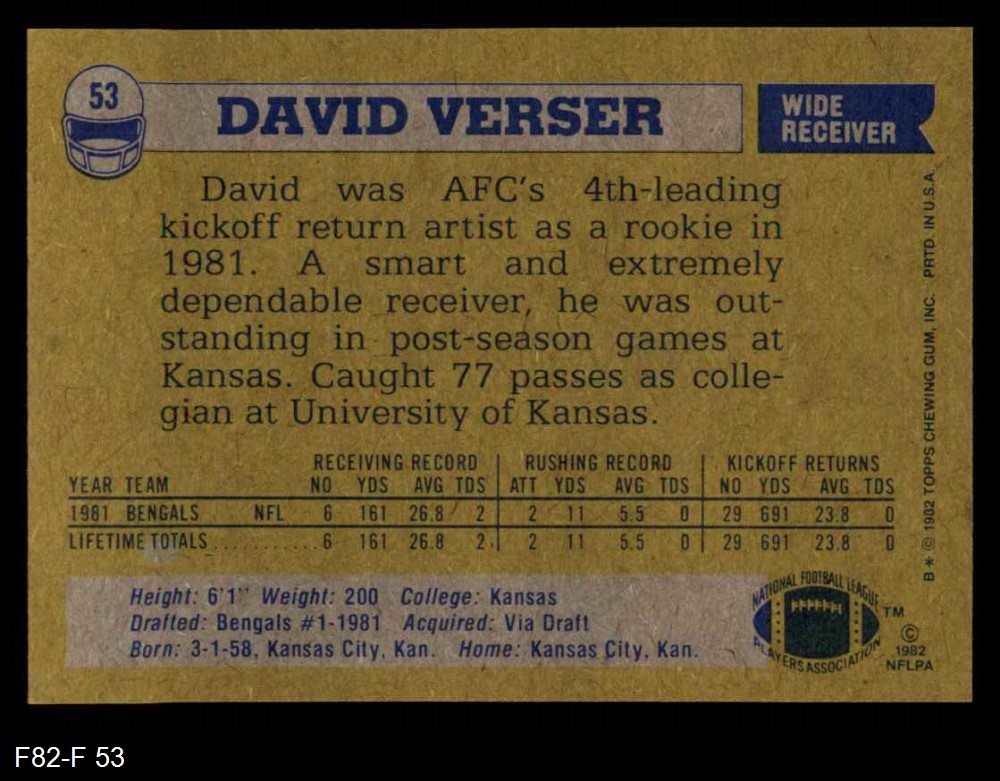 53
DAVID VERSER
WIDE
RECEIVER
David was AFC's 4th-leading
kickoff return artist as a rookie in
1981. A smart and extremely
dependable receiver, he was out-
standing in post-season games at
Kansas. Caught 77 passes as colle-
gian at University of Kansas.
RECEIVING RECORD RUSHING RECORD KICKOFF RETURNS
YEAR TEAM NO YDS AVG TDS ATT YDS AVG TDS NO YDS AVG TDS
1981 BENGALS NFL 6 161 26.8 2 2 11 5.5 0 29 691 23.8 0
LIFETIME TOTALS ............ 6 161 26.8 2 2 11 5.5 0 29 691 23.8 0
Height: 6'1" Weight: 200 College: Kansas
Drafted: Bengals #1-1981 Acquired: Via Draft
Born: 3-1-58, Kansas City, Kan. Home: Kansas City, Kan.
NATIONAL FOOTBALL LEAGUE
PLAYERS ASSOCIATION
TM
©
1982
NFLPA
B✶ © 1982 TOPPS CHEWING GUM, INC. PRTD. IN U.S.A.
F82-F 53